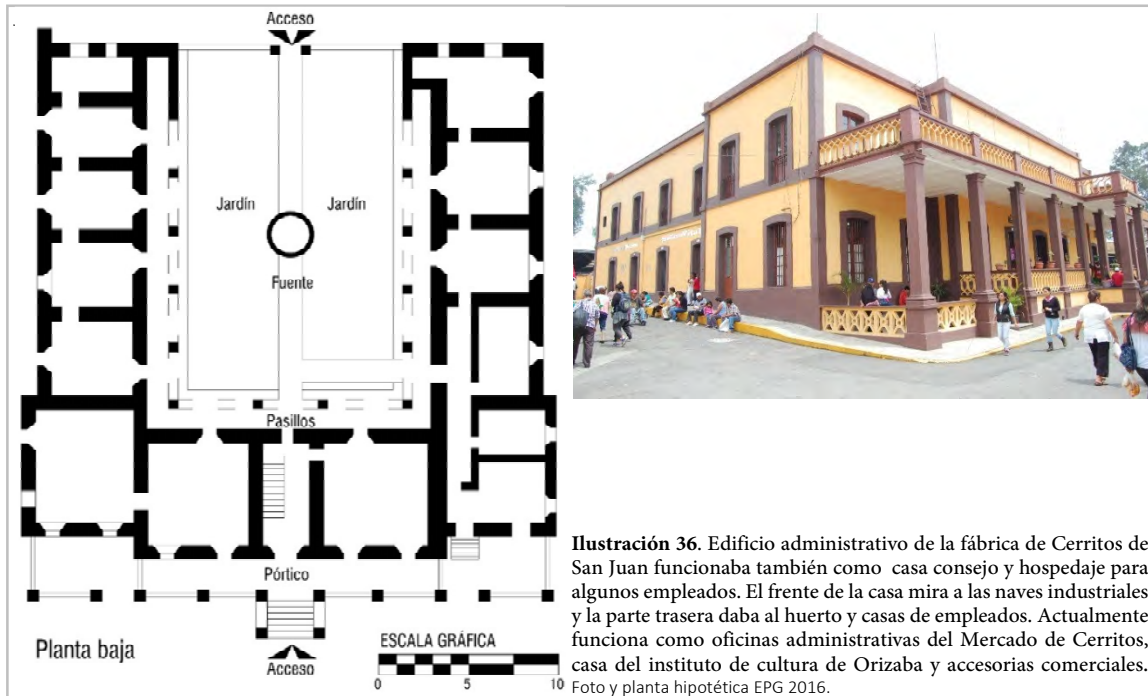 Acceso
Jardín Jardín
Fuente
Pasillos
Pórtico
Planta baja
ESCALA GRÁFICA
0 5 10
Acceso
Ilustración 36. Edificio administrativo de la fábrica de Cerritos de
San Juan funcionaba también como casa consejo y hospedaje para
algunos empleados. El frente de la casa mira a las naves industriales
y la parte trasera daba al huerto y casas de empleados. Actualmente
funciona como oficinas administrativas del Mercado de Cerritos,
casa del instituto de cultura de Orizaba y accesorias comerciales.
Foto y planta hipotética EPG 2016.